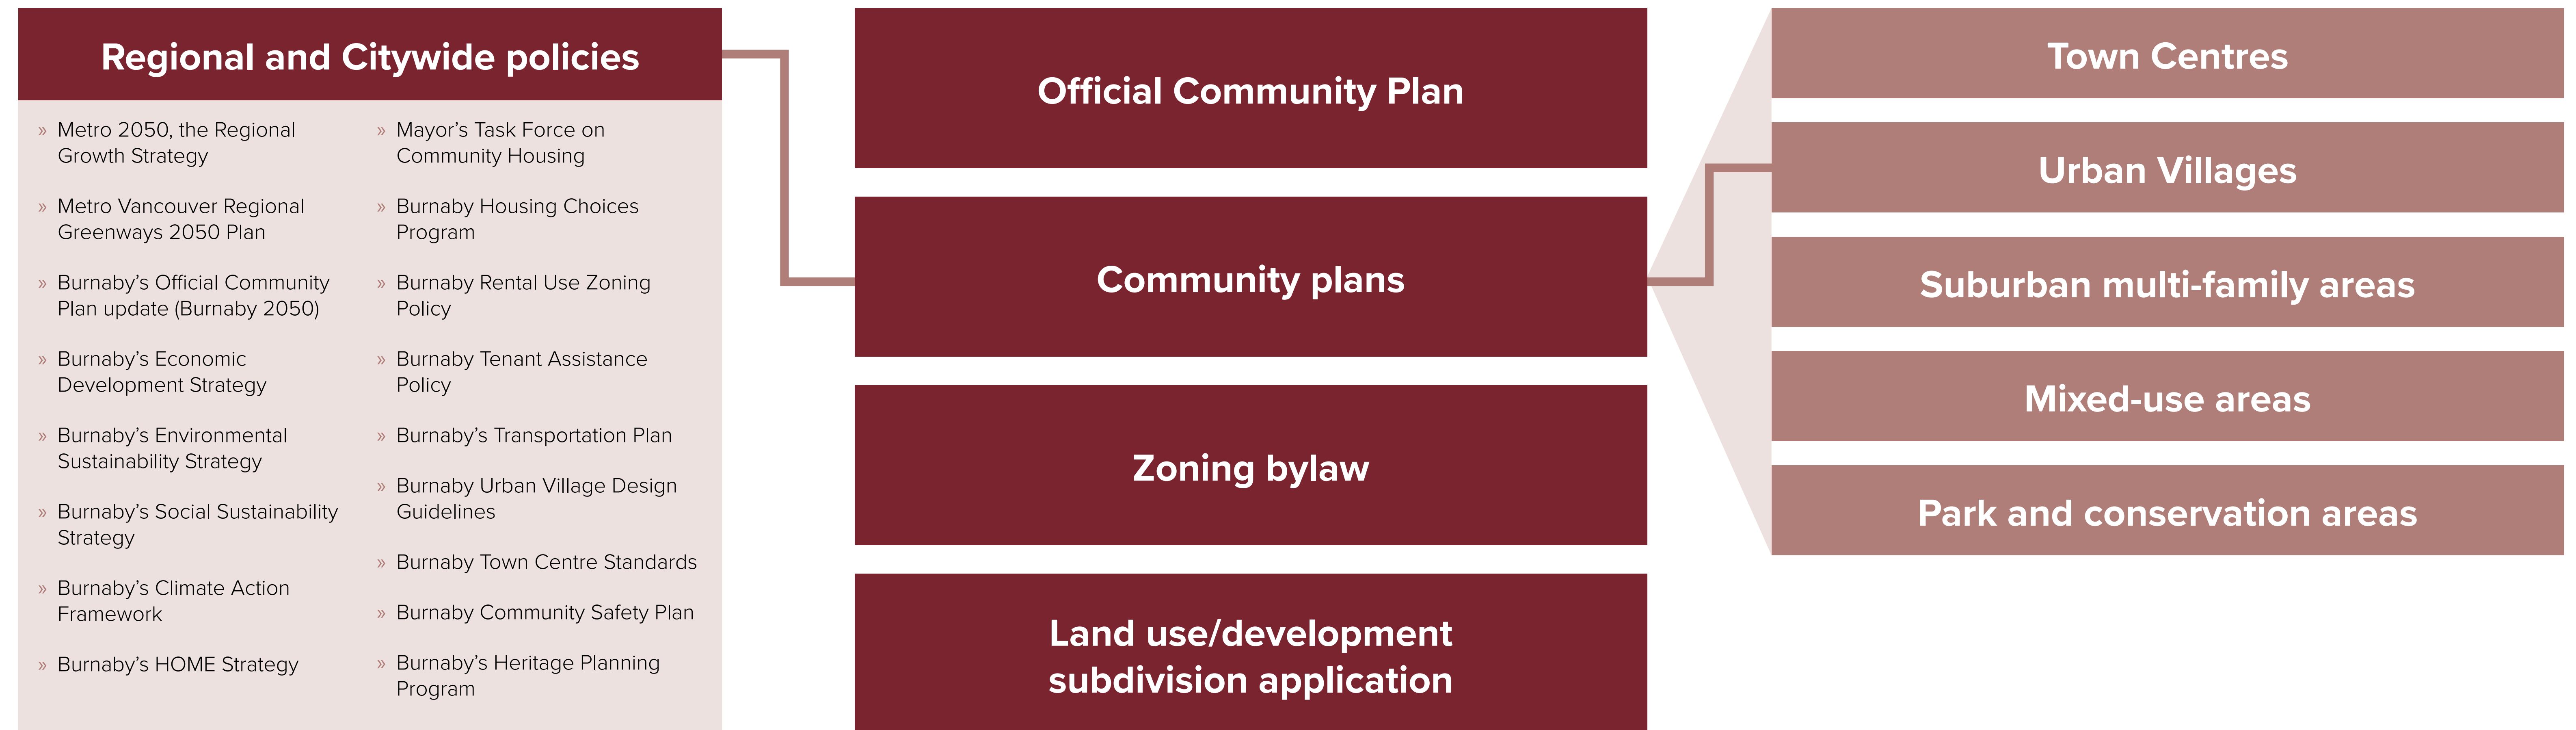 Regional and Citywide policies
» Metro 2050, the Regional
Growth Strategy
» Metro Vancouver Regional
Greenways 2050 Plan
» Burnaby’s Official Community
Plan update (Burnaby 2050)
» Burnaby’s Economic
Development Strategy
» Burnaby’s Environmental
Sustainability Strategy
» Burnaby’s Social Sustainability
Strategy
» Burnaby’s Climate Action
Framework
» Burnaby’s HOME Strategy
» Mayor’s Task Force on
Community Housing
» Burnaby Housing Choices
Program
» Burnaby Rental Use Zoning
Policy
» Burnaby Tenant Assistance
Policy
» Burnaby’s Transportation Plan
» Burnaby Urban Village Design
Guidelines
» Burnaby Town Centre Standards
» Burnaby Community Safety Plan
» Burnaby’s Heritage Planning
Program
Official Community Plan
Community plans
Zoning bylaw
Land use/development
subdivision application
Town Centres
Urban Villages
Suburban multi-family areas
Mixed-use areas
Park and conservation areas